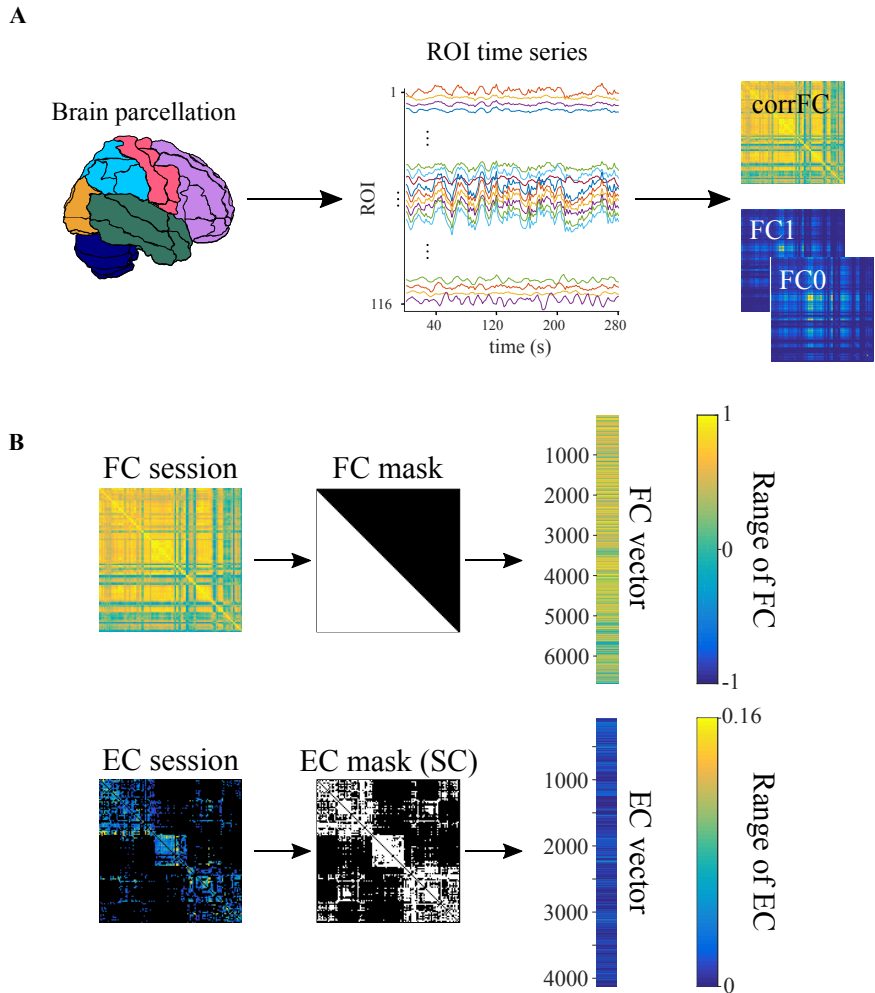 A
Brain parcellation
ROI time series
ROI
1
116
40 120 200 280
time (s)
corrFC
FC1
FC0
B
FC session
FC mask
1000
2000
3000
4000
5000
6000
FC vector
1
0
-1
Range of FC
EC session
EC mask (SC)
1000
2000
3000
4000
EC vector
0.16
0
Range of EC